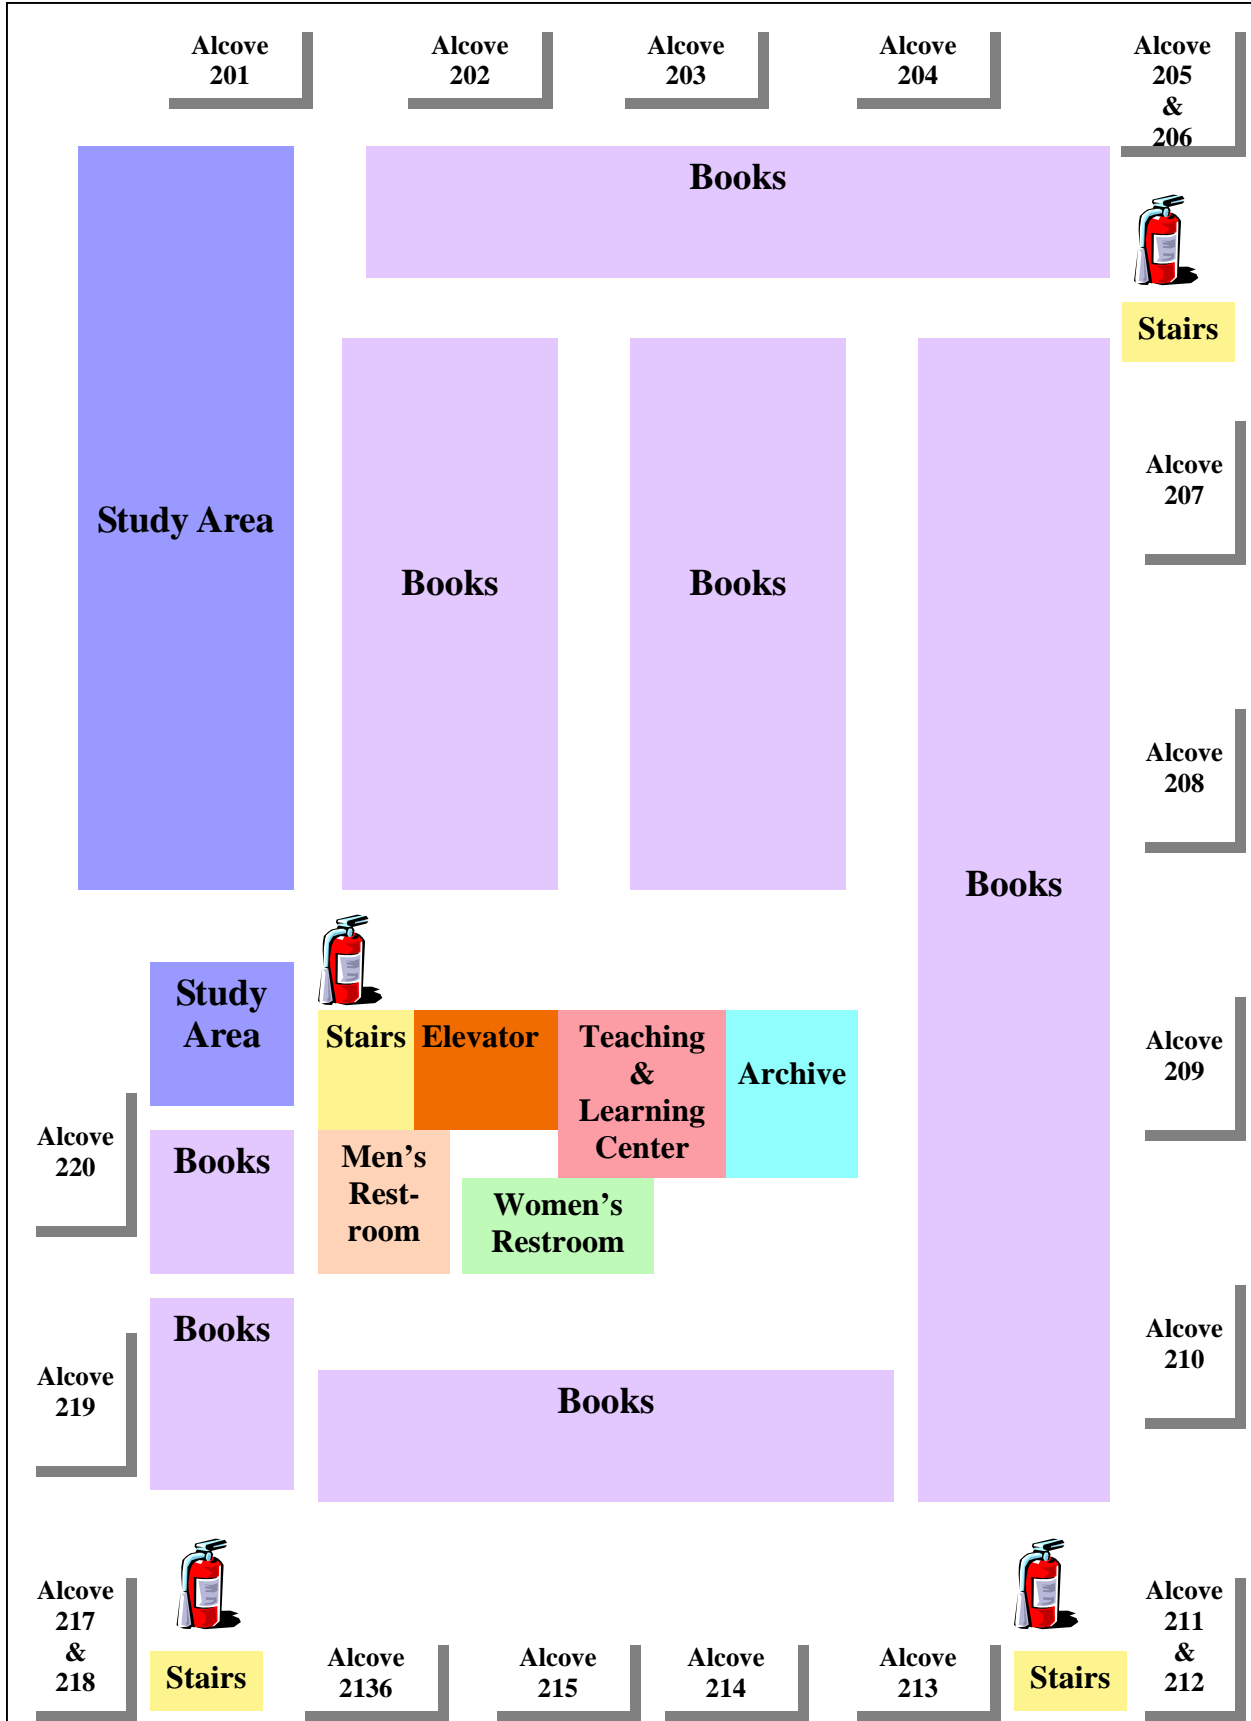 Alcove
201
Alcove
202
Alcove
203
Alcove
204
Alcove
205
&
206
Books
Stairs
Alcove
207
Study Area
Books
Books
Alcove
208
Books
Study
Area
Stairs
Elevator
Teaching
&
Learning
Center
Archive
Alcove
209
Alcove
220
Books
Men's
Rest-
room
Women's
Restroom
Books
Alcove
210
Alcove
219
Books
Alcove
217
&
218
Stairs
Alcove
2136
Alcove
215
Alcove
214
Alcove
213
Stairs
Alcove
211
&
212